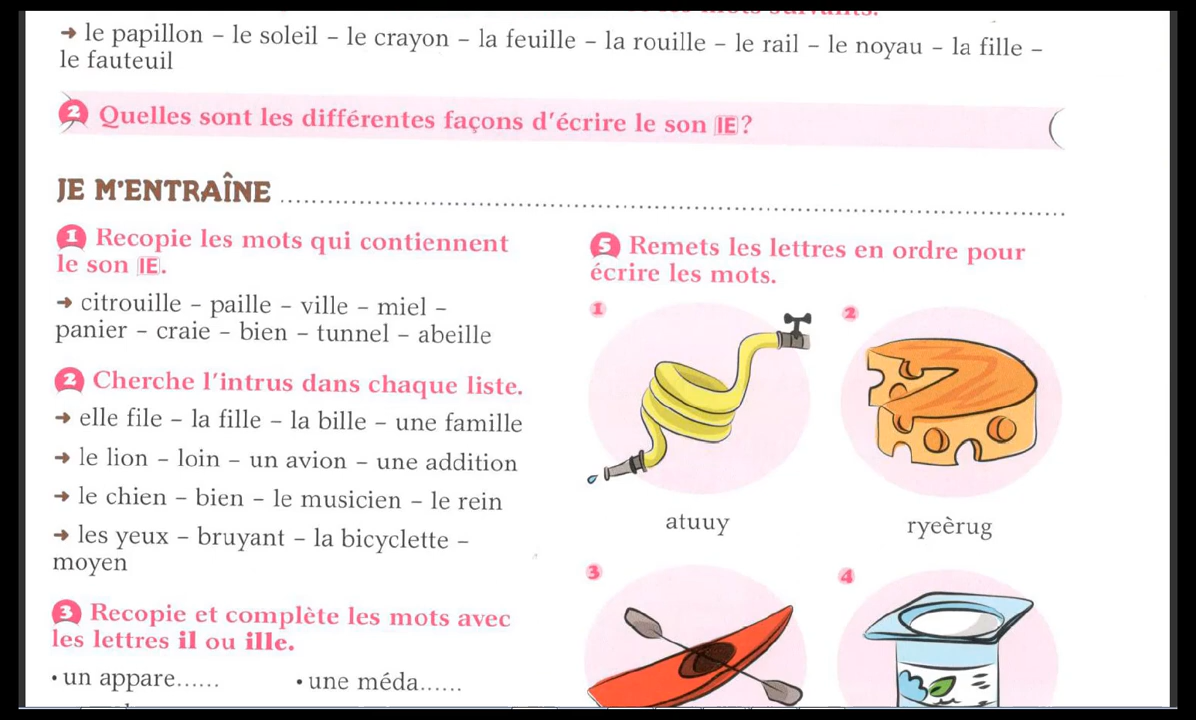 ➜ le papillon – le soleil – le crayon – la feuille – la rouille – le rail – le noyau – la fille –
le fauteuil
2 Quelles sont les différentes façons d'écrire le son IE ?
JE M'ENTRAÎNE
1 Recopie les mots qui contiennent
le son IE.
➜ citrouille – paille – ville – miel –
panier – craie – bien – tunnel – abeille
2 Cherche l'intrus dans chaque liste.
➜ elle file – la fille – la bille – une famille
➜ le lion – loin – un avion – une addition
➜ le chien – bien – le musicien – le rein
➜ les yeux – bruyant – la bicyclette –
moyen
3 Recopie et complète les mots avec
les lettres il ou ille.
• un appare...... • une méda......
5 Remets les lettres en ordre pour
écrire les mots.
1 2
atuuy ryeèrug
3 4